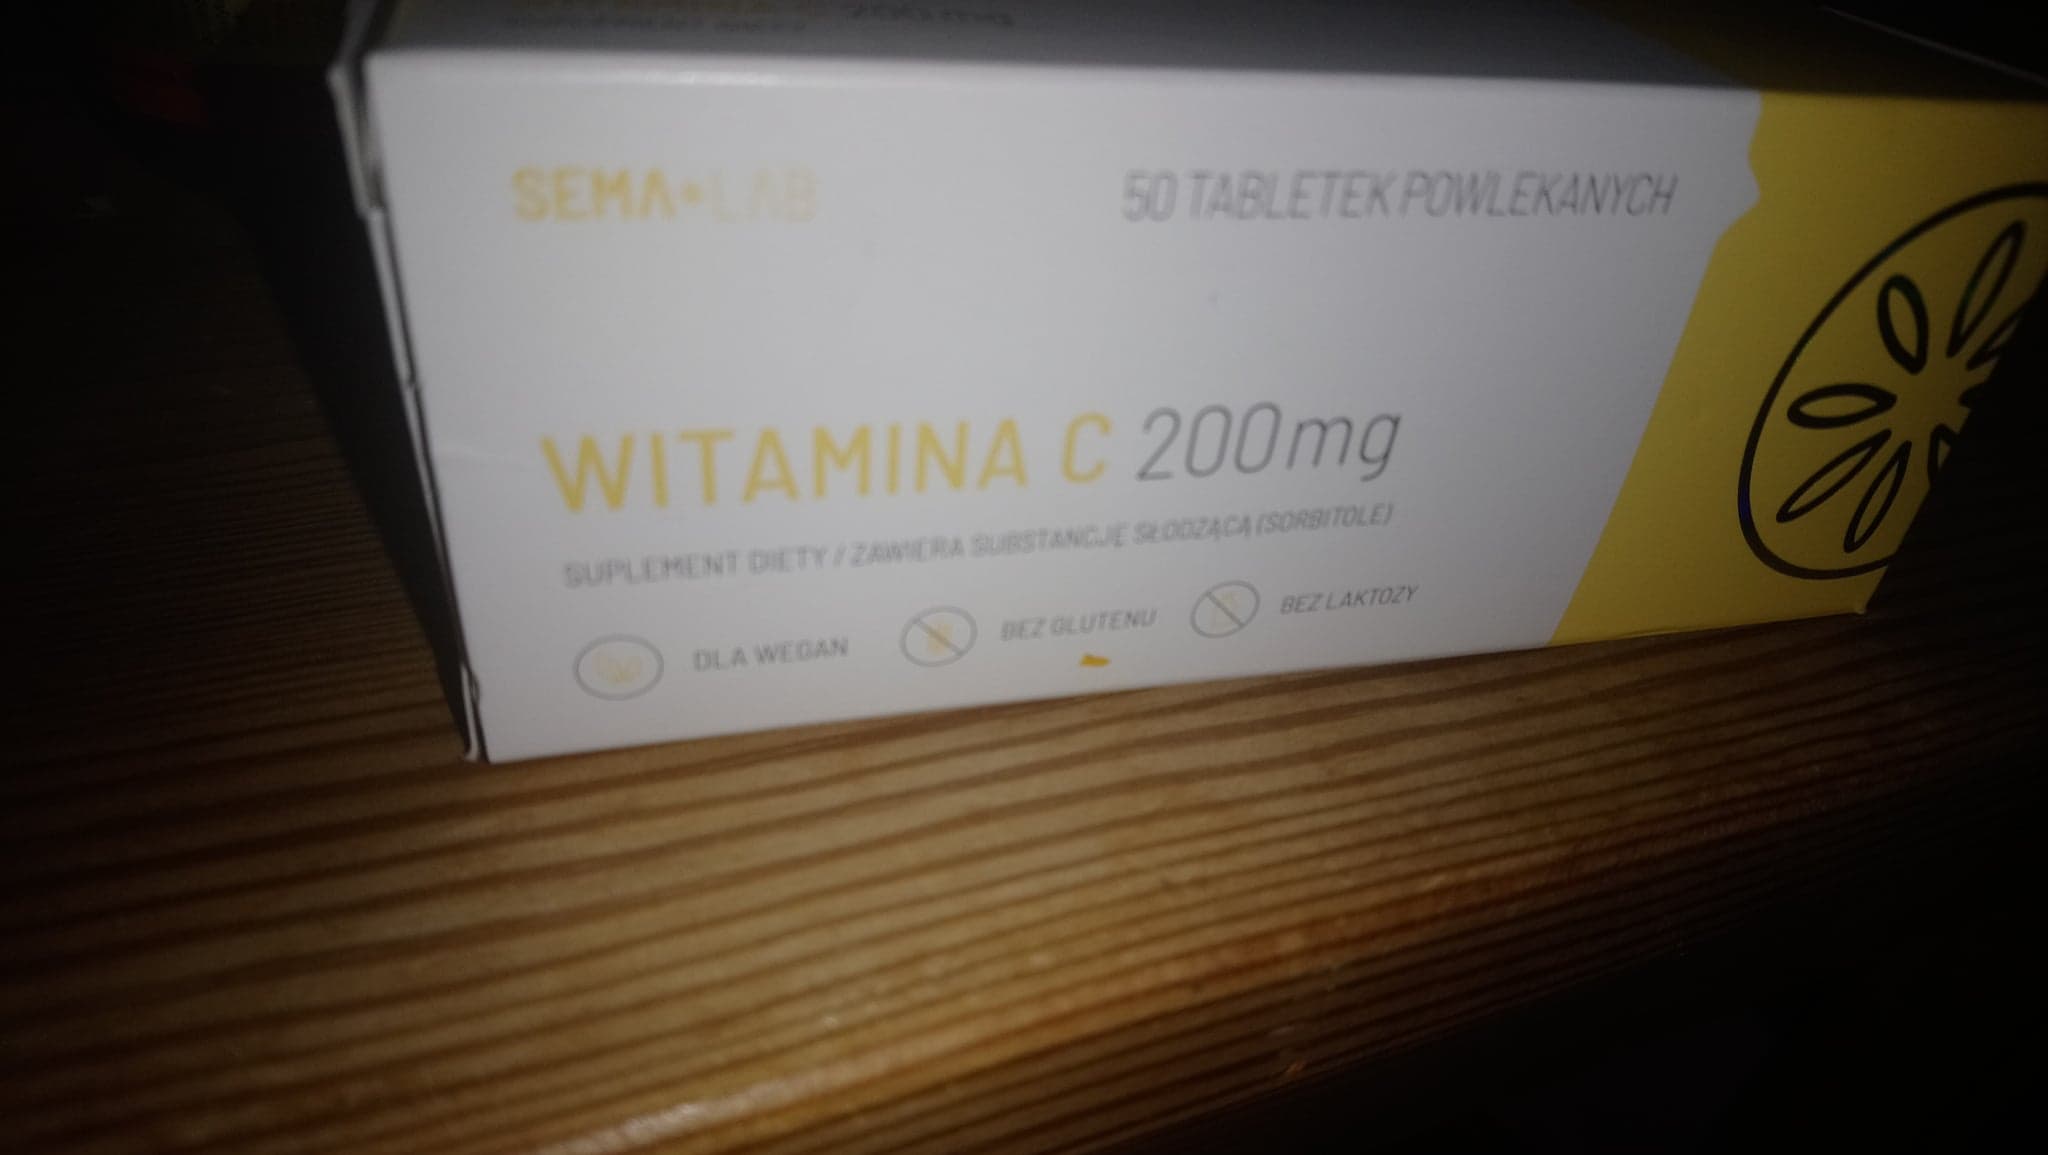 200mg
SEMA LAB
50 TABLETEK POWLEKANYCH
WITAMINA C 200mg
SUPLEMENT DIETY / ZAWIERA SUBSTANCJĘ SŁODZĄCĄ (SORBITOLE)
DLA WEGAN
BEZ GLUTENU
BEZ LAKTOZY